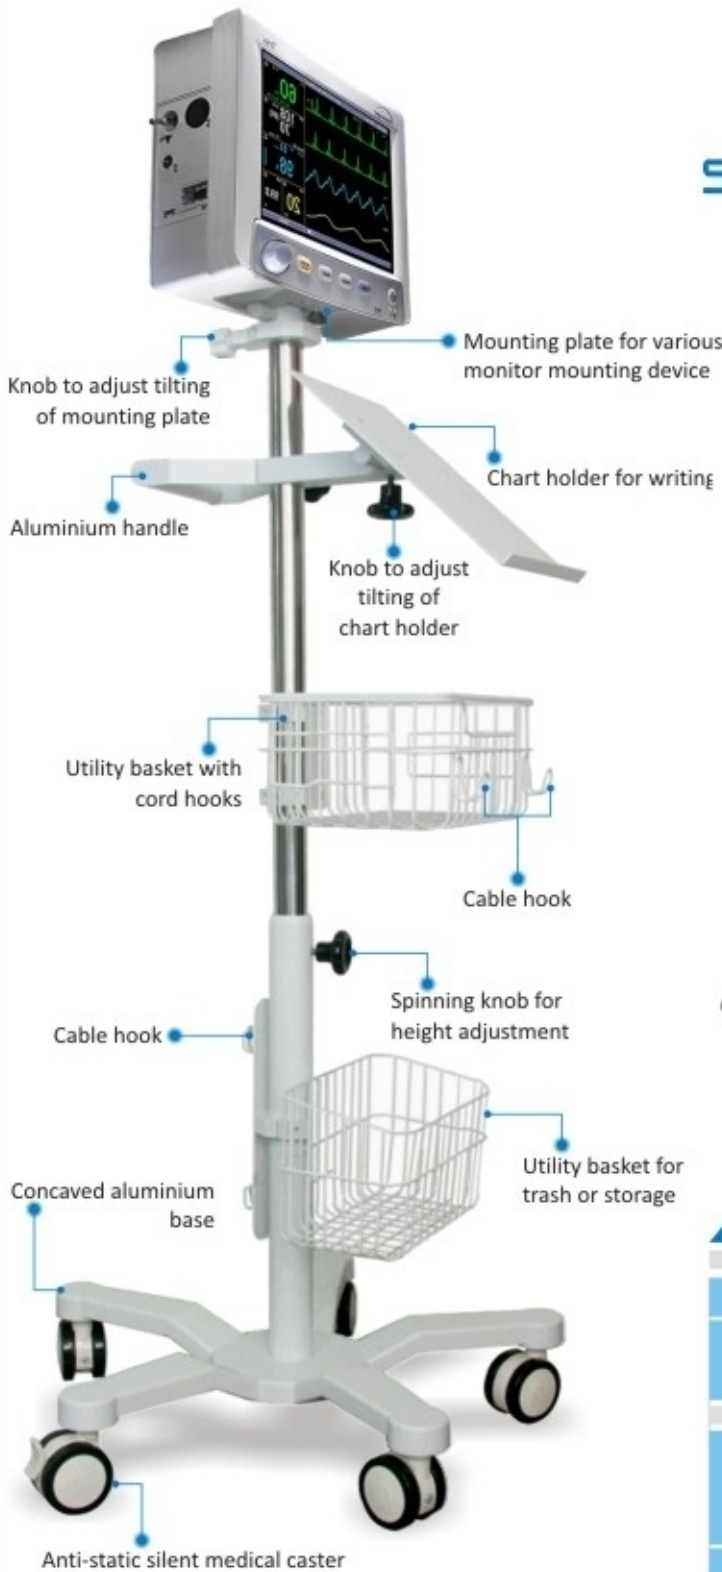 Mounting plate for various
monitor mounting device
Knob to adjust tilting
of mounting plate
Chart holder for writing
Aluminium handle
Knob to adjust
tilting of
chart holder
Utility basket with
cord hooks
Cable hook
Spinning knob for
height adjustment
Cable hook
Utility basket for
trash or storage
Concaved aluminium
base
Anti-static silent medical caster